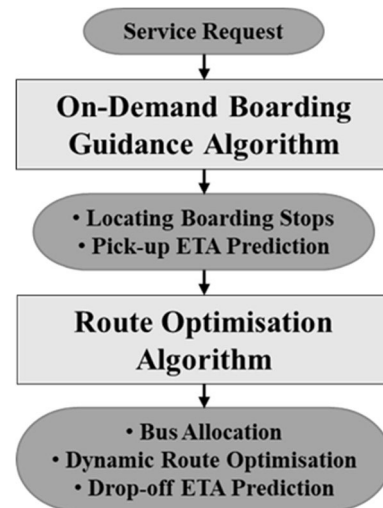 Service Request
On-Demand Boarding
Guidance Algorithm
• Locating Boarding Stops
• Pick-up ETA Prediction
Route Optimisation
Algorithm
• Bus Allocation
• Dynamic Route Optimisation
• Drop-off ETA Prediction